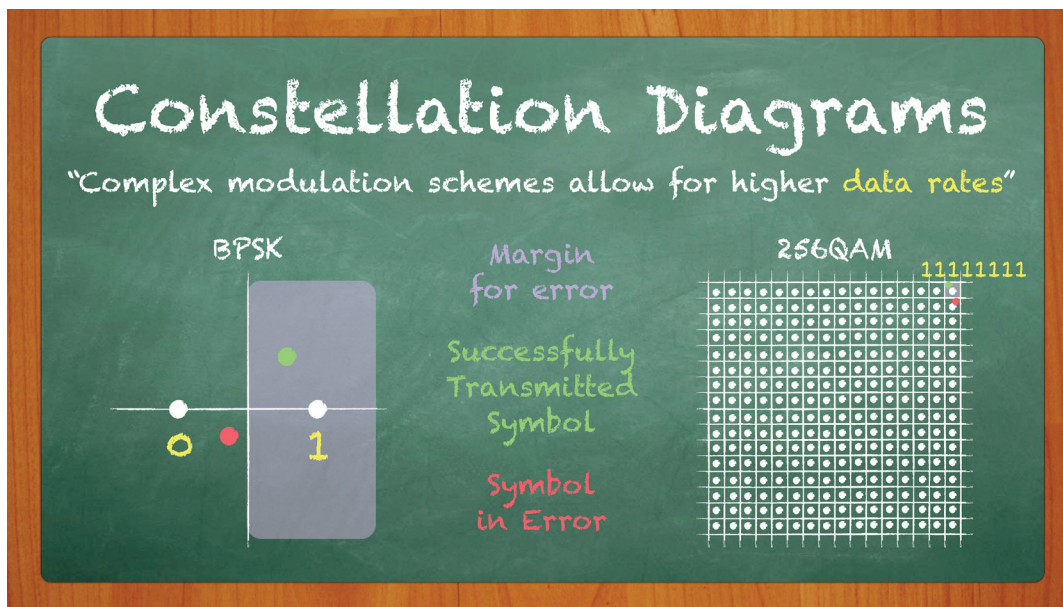 Constellation Diagrams
“Complex modulation schemes allow for higher data rates”
BPSK
0
1
Margin
for error
Successfully
Transmitted
Symbol
Symbol
in Error
256QAM
11111111